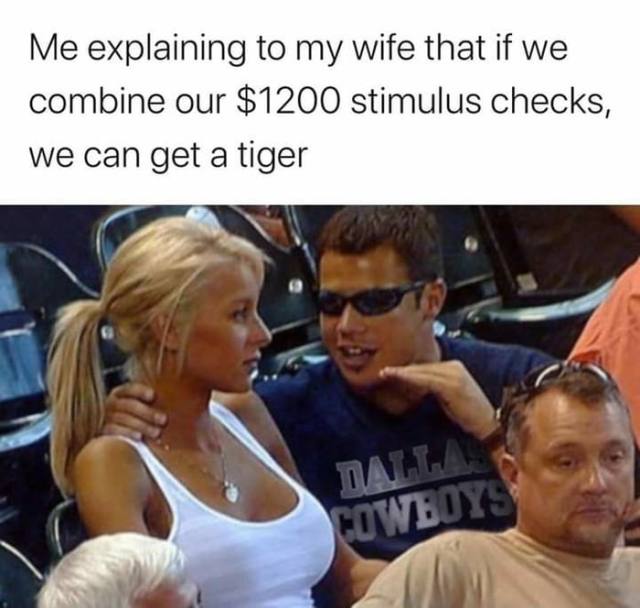 Me explaining to my wife that if we
combine our $1200 stimulus checks,
we can get a tiger
DALLAS
COWBOYS